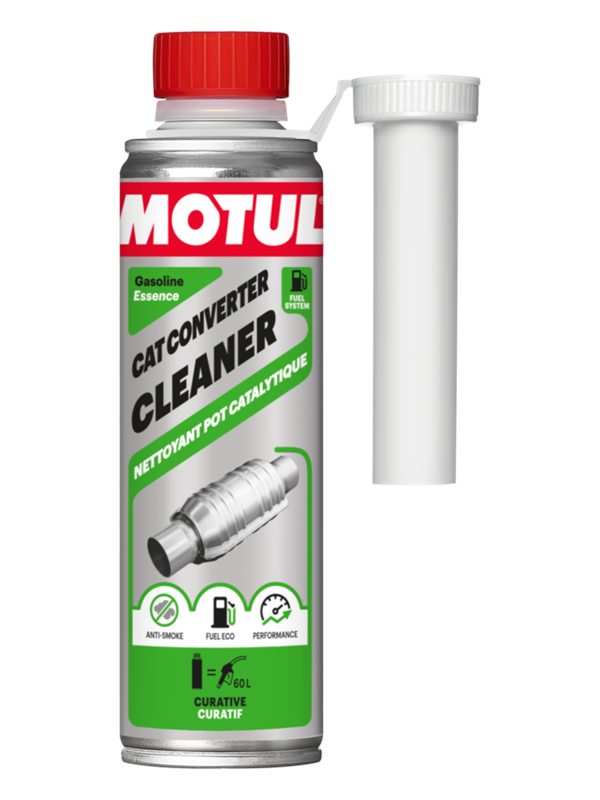 MOTUL
Gasoline
Essence
FUEL
SYSTEM
CAT CONVERTER
CLEANER
NETTOYANT POT CATALYTIQUE
ANTI-SMOKE
FUEL ECO
PERFORMANCE
=
60 L
CURATIVE
CURATIF